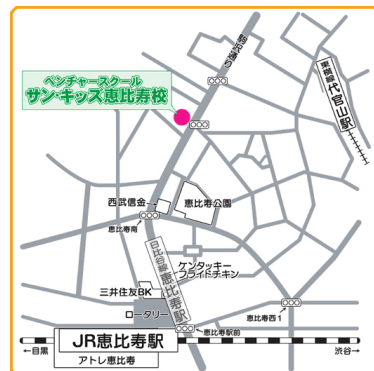 駒沢通り
東横線
代官山駅
ベンチャースクール
サン・キッズ恵比寿校
西武信金
恵比寿公園
恵比寿南
日比谷線
恵比寿駅
ケンタッキー
フライドチキン
三井住友BK
ロータリー
恵比寿西1
恵比寿駅前
JR恵比寿駅
アトレ恵比寿
←目黒
渋谷→